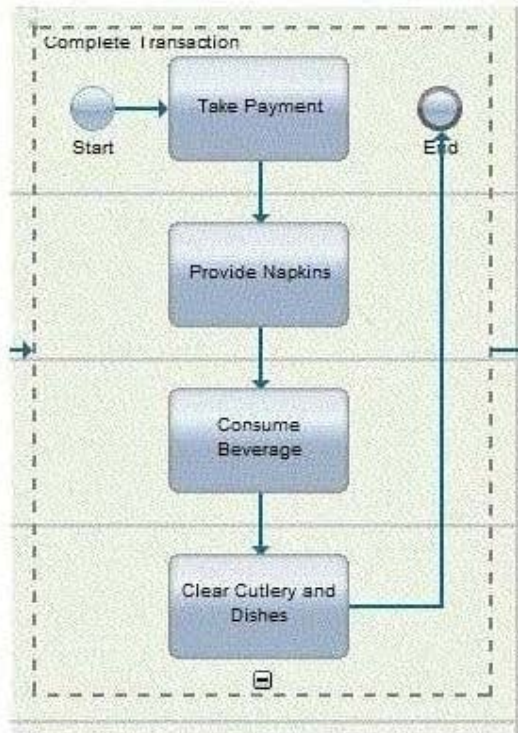 Complete Transaction
Take Payment
Start
End
Provide Napkins
Consume
Beverage
Clear Cutlery and
Dishes